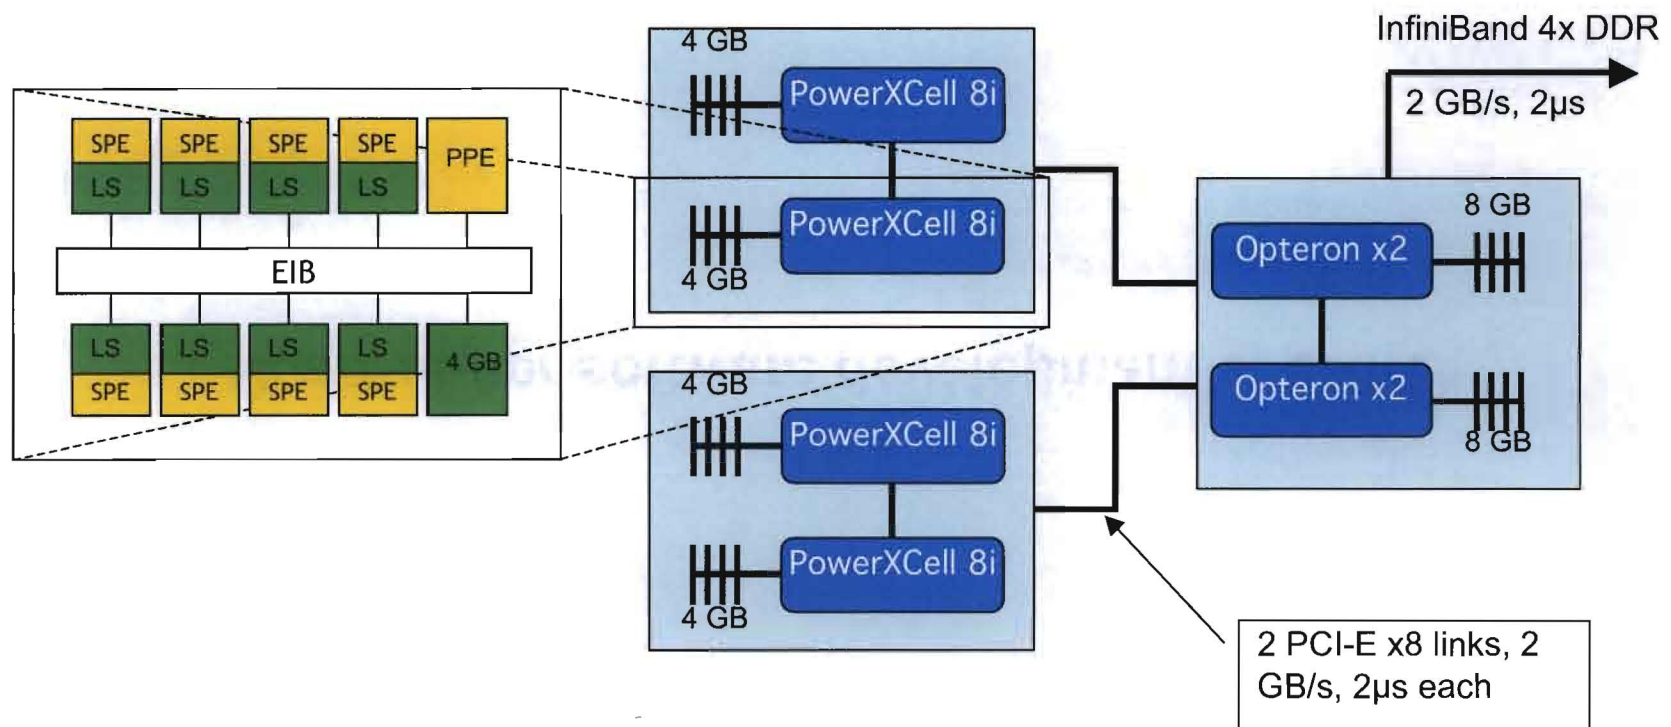 InfiniBand 4x DDR
2 GB/s, 2µs
4 GB
PowerXCell 8i
PowerXCell 8i
4 GB
SPE SPE SPE SPE PPE
LS LS LS LS
EIB
LS LS LS LS 4 GB
SPE SPE SPE SPE
8 GB
Opteron x2
Opteron x2
8 GB
4 GB
PowerXCell 8i
PowerXCell 8i
4 GB
2 PCI-E x8 links, 2
GB/s, 2µs each